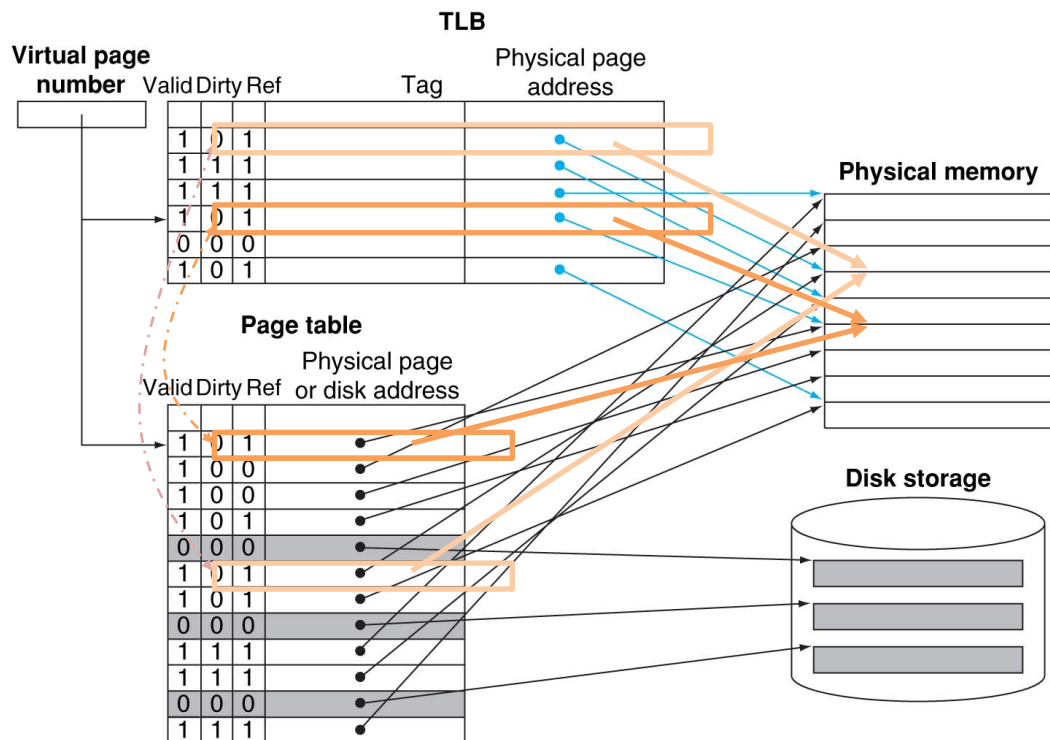 TLB
Virtual page
number
Valid Dirty Ref
Tag
Physical page
address
1 0 1
1 1 1
1 1 1
1 0 1
0 0 0
1 0 1
Physical memory
Page table
Physical page
or disk address
Valid Dirty Ref
1 0 1
1 0 0
1 0 0
1 0 1
0 0 0
1 0 1
1 0 1
0 0 0
1 1 1
1 1 1
0 0 0
1 1 1
Disk storage